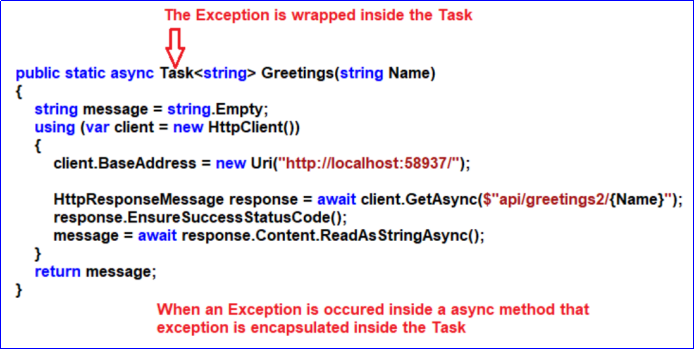 The Exception is wrapped inside the Task
public static async Task<string> Greetings(string Name)
{
string message = string.Empty;
using (var client = new HttpClient())
{
client.BaseAddress = new Uri("http://localhost:58937/");
HttpResponseMessage response = await client.GetAsync($"api/greetings2/{Name}");
response.EnsureSuccessStatusCode();
message = await response.Content.ReadAsStringAsync();
}
return message;
}
When an Exception is occured inside a async method that
exception is encapsulated inside the Task